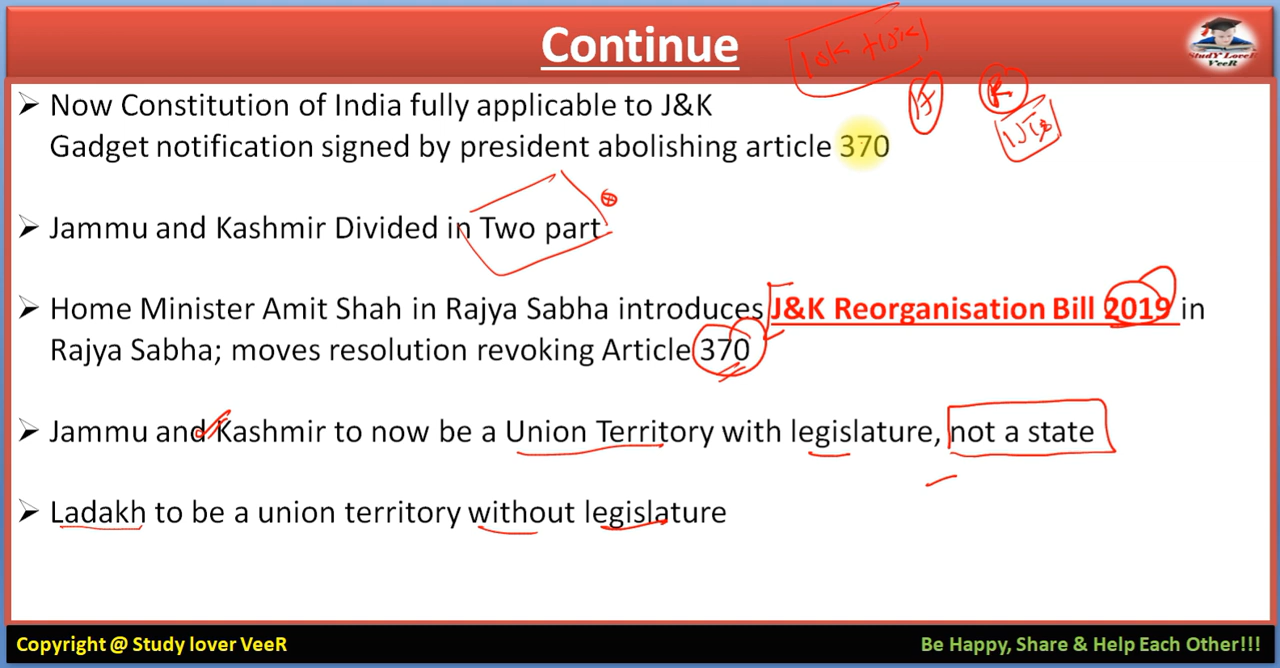 Continue
StudY LoveR
VeeR
➢ Now Constitution of India fully applicable to J&K
Gadget notification signed by president abolishing article 370
➢ Jammu and Kashmir Divided in Two part
➢ Home Minister Amit Shah in Rajya Sabha introduces J&K Reorganisation Bill 2019 in
Rajya Sabha; moves resolution revoking Article 370
➢ Jammu and Kashmir to now be a Union Territory with legislature, not a state
➢ Ladakh to be a union territory without legislature
Copyright @ Study lover VeeR
Be Happy, Share & Help Each Other!!!